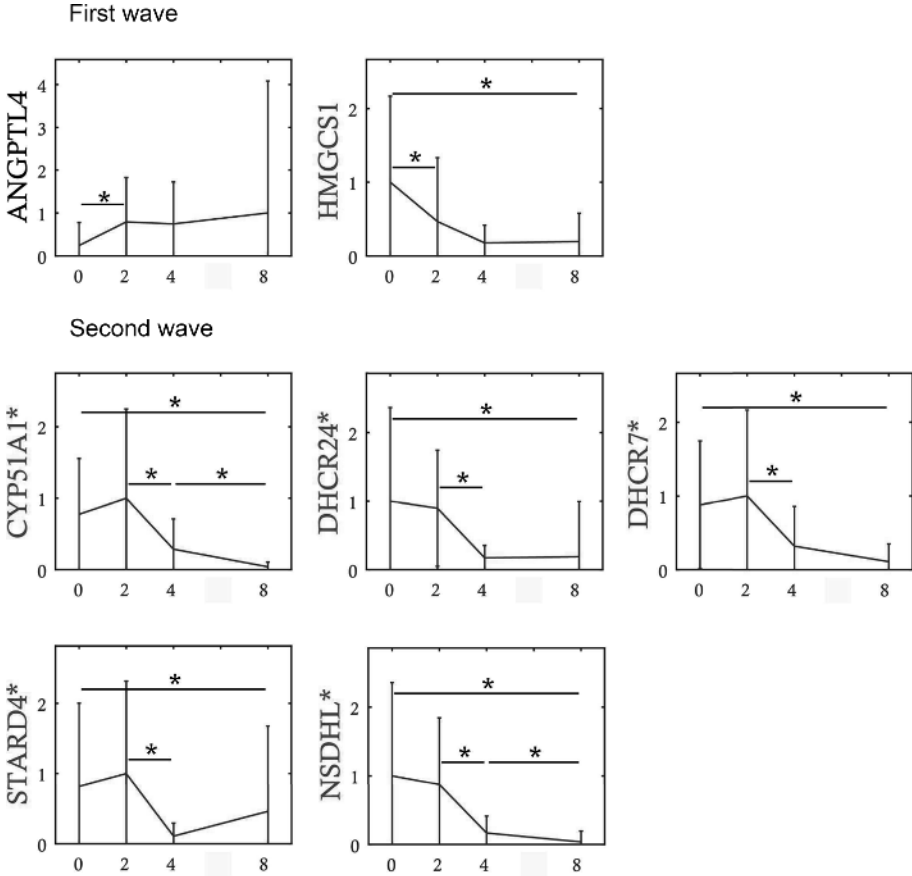 First wave
ANGPTL4
4
3
2
1
0
*
0 2 4 8
HMGCS1
2
1
0
*
*
0 2 4 8
Second wave
CYP51A1*
2
1
0
*
* *
0 2 4 8
DHCR24*
2
1
0
*
*
0 2 4 8
DHCR7*
2
1
0
*
*
0 2 4 8
STARD4*
2
1
0
*
*
0 2 4 8
NSDHL*
2
1
0
*
* *
0 2 4 8